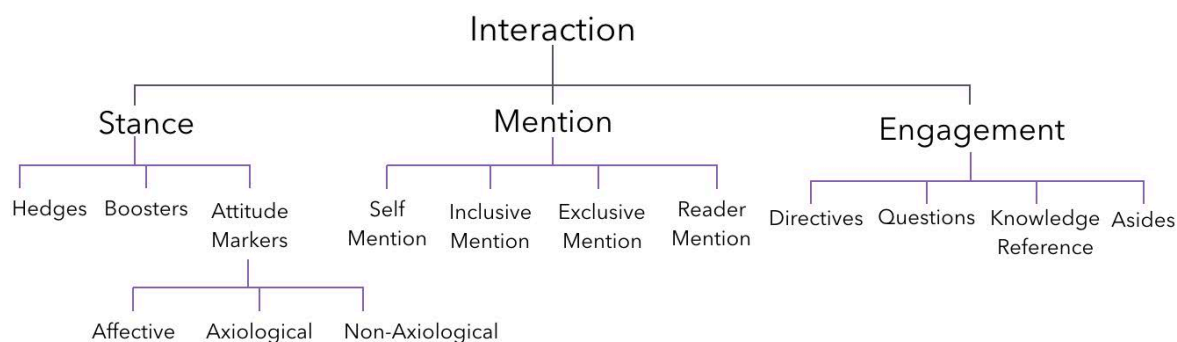 Interaction
Stance
Mention
Engagement
Hedges
Boosters
Attitude
Markers
Self
Mention
Inclusive
Mention
Exclusive
Mention
Reader
Mention
Directives
Questions
Knowledge
Reference
Asides
Affective
Axiological
Non-Axiological